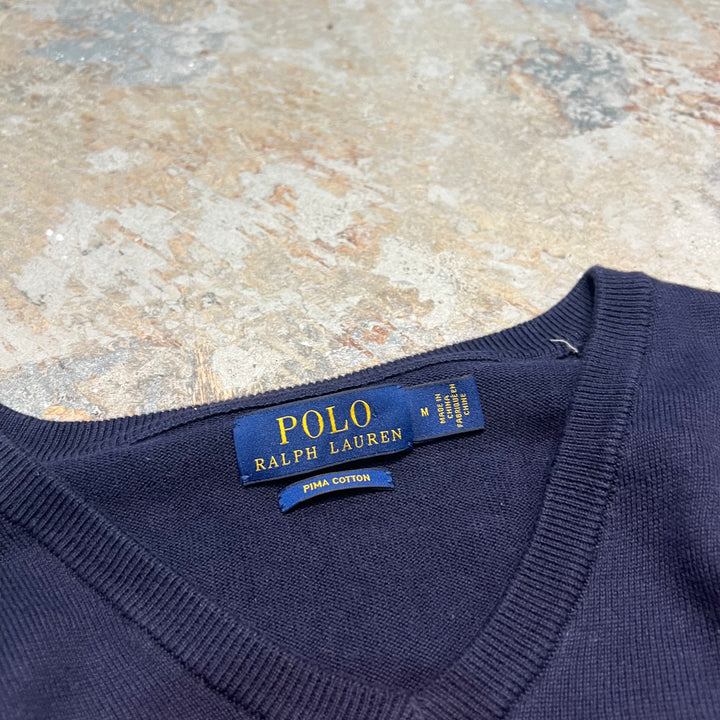 POLO
RALPH LAUREN
M
MADE IN
CHINA
FABRIQUÉ EN
CHINE
PIMA COTTON